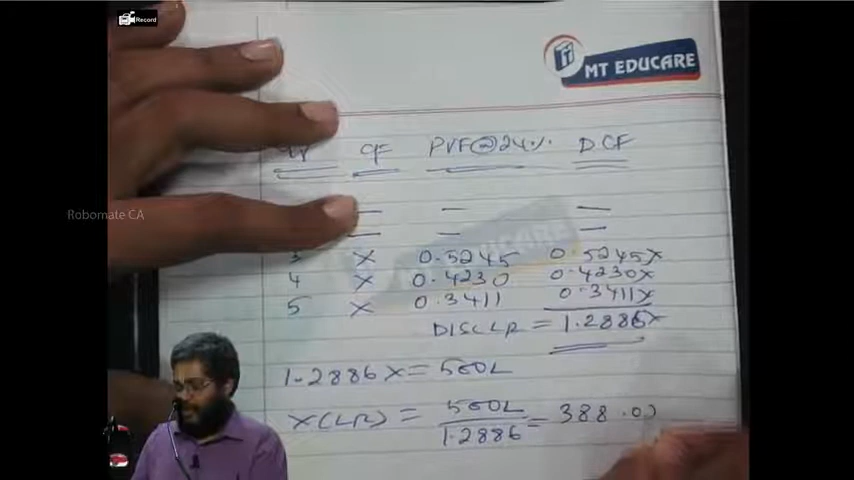 Record
MT EDUCARE
CF PVF@24% DCF
— — —
— — —
Robomate CA
3 X 0.5245 0.5245X
4 X 0.4230 0.4230X
5 X 0.3411 0.3411X
DISC LR = 1.2886X
1.2886X = 500L
X(LR) = 500L / 1.2886 = 388.02